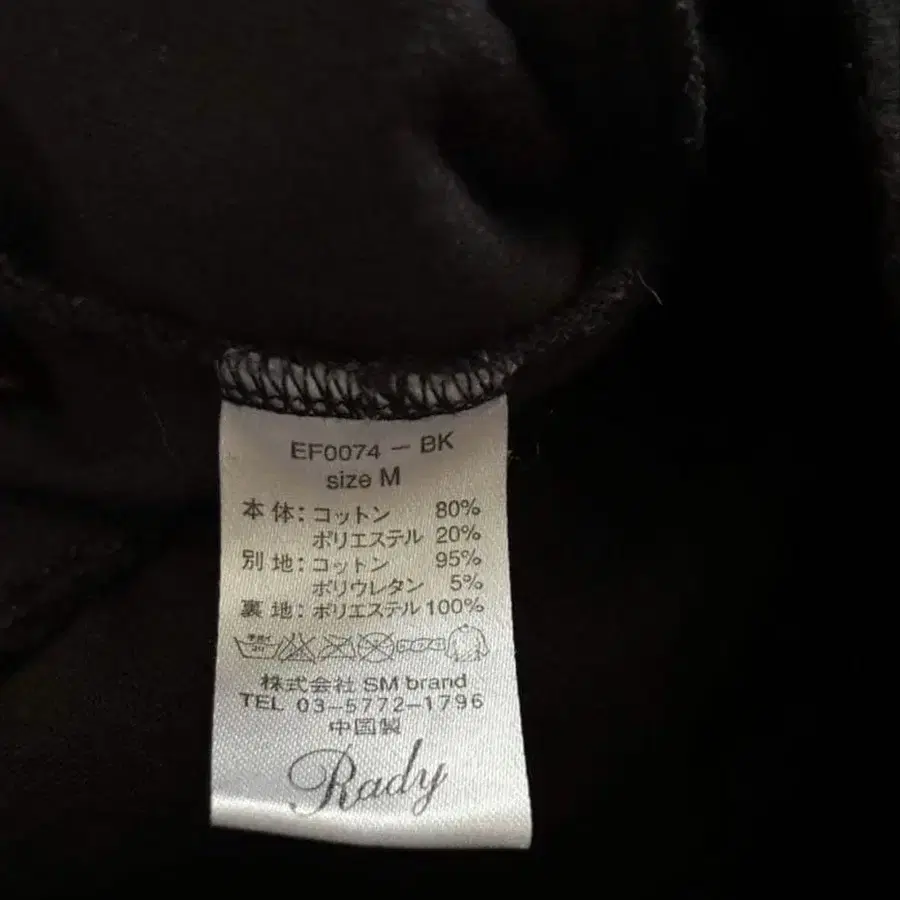 EF0074 - BK
size M
本体: コットン 80%
ポリエステル 20%
別地: コットン 95%
ポリウレタン 5%
裏地: ポリエステル 100%
株式会社 SM brand
TEL 03-5772-1796
中国製
Rady